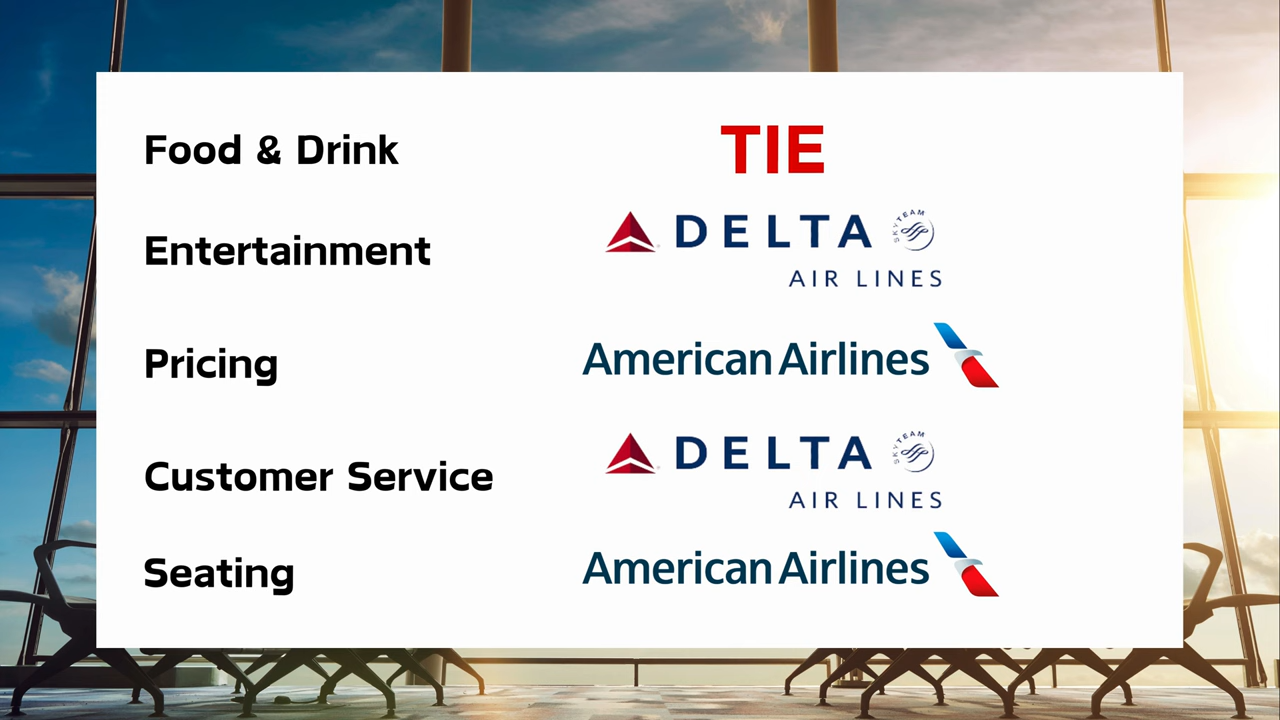 Food & Drink TIE
Entertainment DELTA SKYTEAM
AIR LINES
Pricing American Airlines
Customer Service DELTA SKYTEAM
AIR LINES
Seating American Airlines